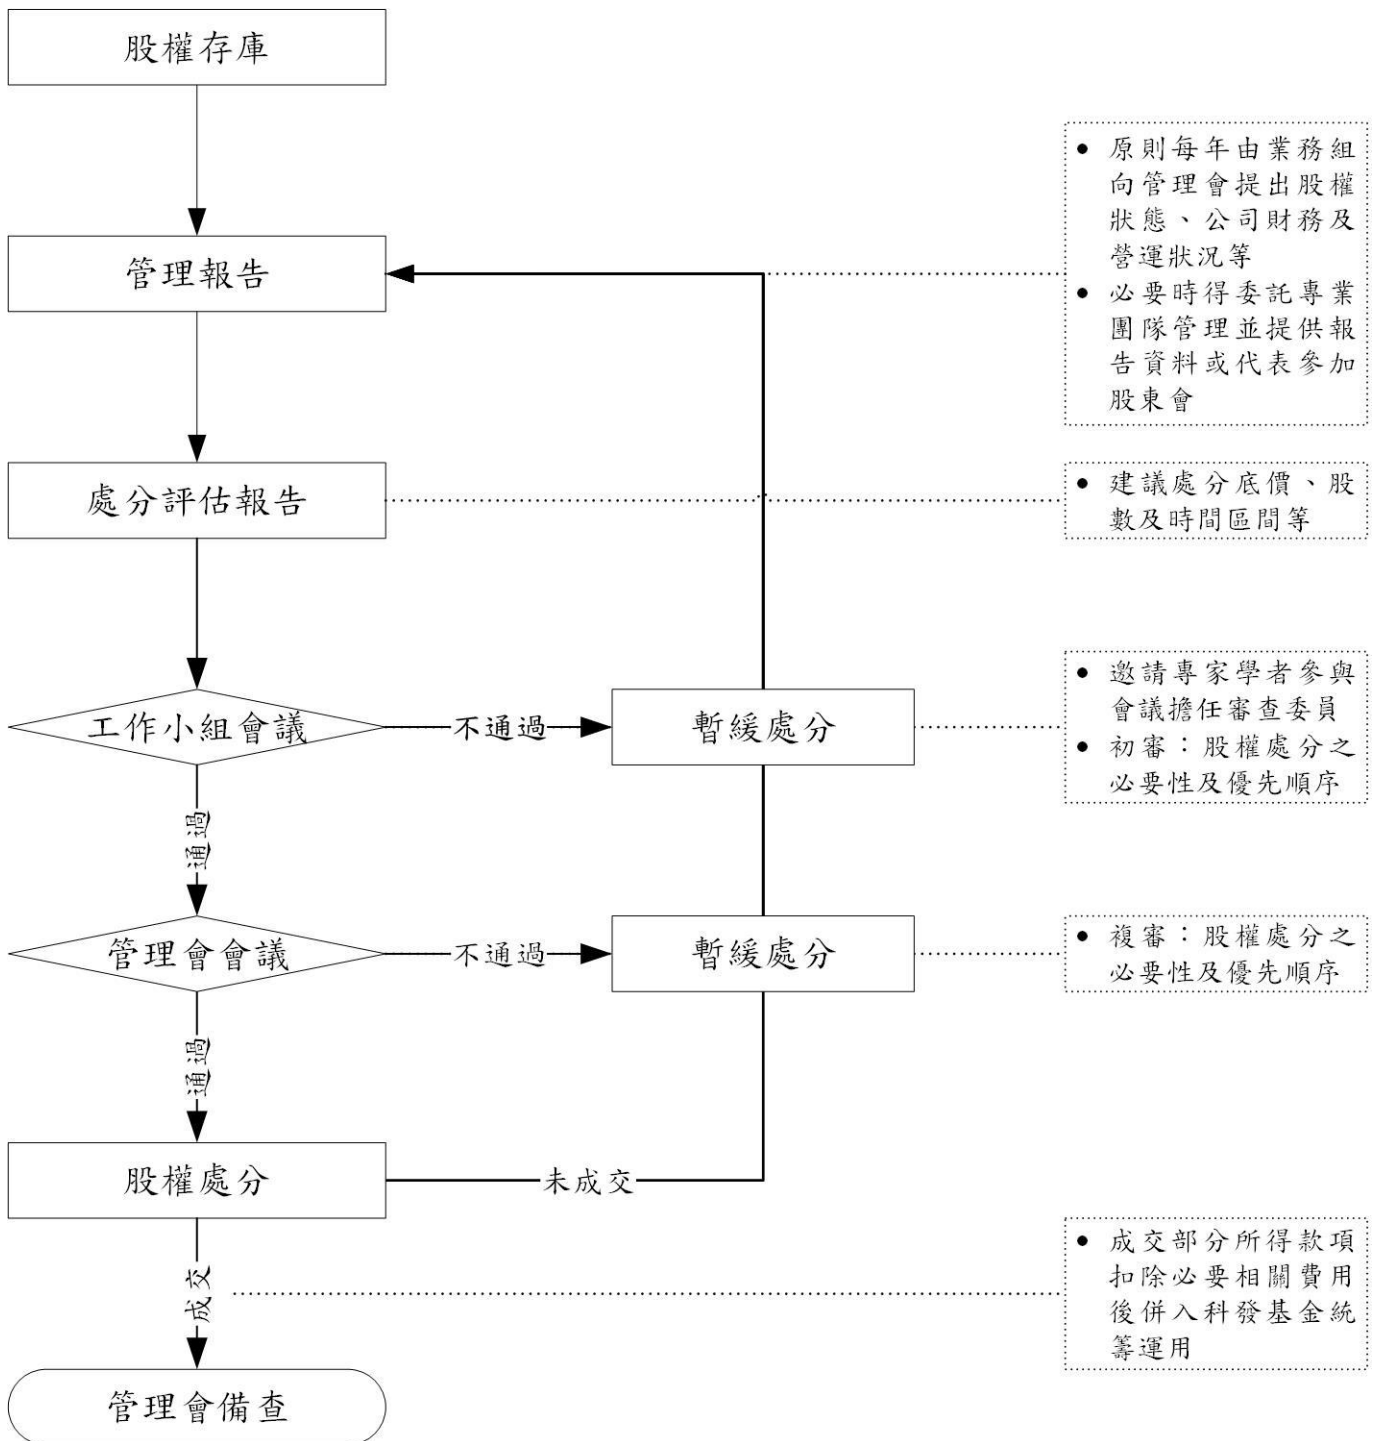 股權存庫
管理報告
• 原則每年由業務組
向管理會提出股權
狀態、公司財務及
營運狀況等
• 必要時得委託專業
團隊管理並提供報
告資料或代表參加
股東會
處分評估報告
• 建議處分底價、股
數及時間區間等
工作小組會議
不通過
暫緩處分
• 邀請專家學者參與
會議擔任審查委員
• 初審：股權處分之
必要性及優先順序
通過
管理會會議
不通過
暫緩處分
• 複審：股權處分之
必要性及優先順序
通過
股權處分
未成交
成交
• 成交部分所得款項
扣除必要相關費用
後併入科發基金統
籌運用
管理會備查